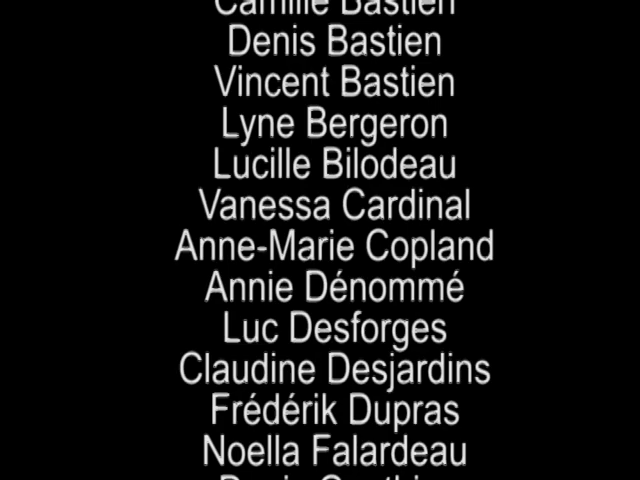 Camille Bastien
Denis Bastien
Vincent Bastien
Lyne Bergeron
Lucille Bilodeau
Vanessa Cardinal
Anne-Marie Copland
Annie Dénommé
Luc Desforges
Claudine Desjardins
Frédérik Dupras
Noella Falardeau